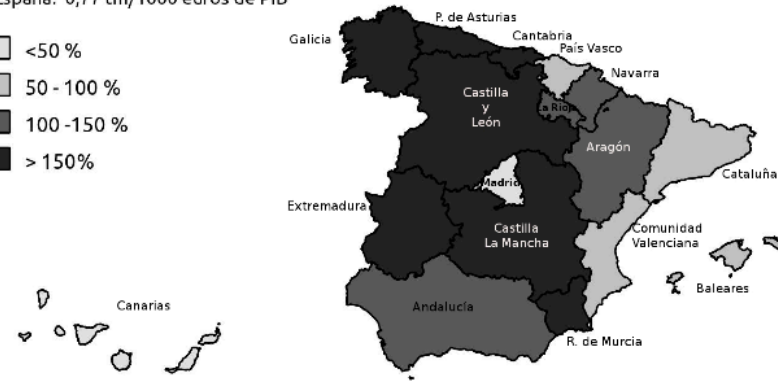 España: 0,77 tm/1000 euros de PIB
<50 %
50 - 100 %
100 -150 %
> 150%
P. de Asturias
Galicia
Cantabria
País Vasco
Navarra
Castilla
y
León
La Rioja
Aragón
Madrid
Cataluña
Extremadura
Castilla
La Mancha
Comunidad
Valenciana
Baleares
Canarias
Andalucía
R. de Murcia